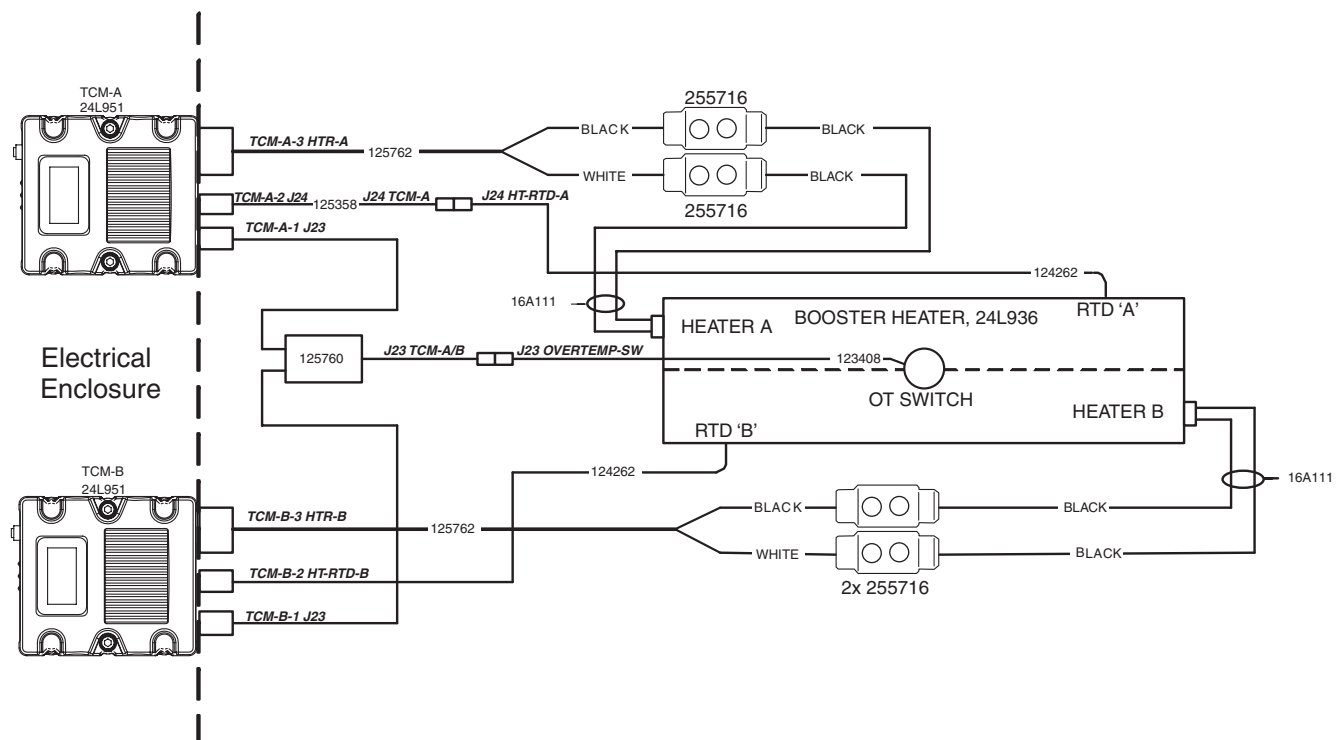 TCM-A
24L951
TCM-A-3 HTR-A
125762
BLACK
255716
BLACK
WHITE
255716
BLACK
TCM-A-2 J24
125358
J24 TCM-A
J24 HT-RTD-A
TCM-A-1 J23
124262
16A111
HEATER A
BOOSTER HEATER, 24L936
RTD 'A'
Electrical
Enclosure
125760
J23 TCM-A/B
J23 OVERTEMP-SW
123408
OT SWITCH
HEATER B
RTD 'B'
124262
TCM-B
24L951
16A111
TCM-B-3 HTR-B
125762
BLACK
BLACK
WHITE
BLACK
2x 255716
TCM-B-2 HT-RTD-B
TCM-B-1 J23